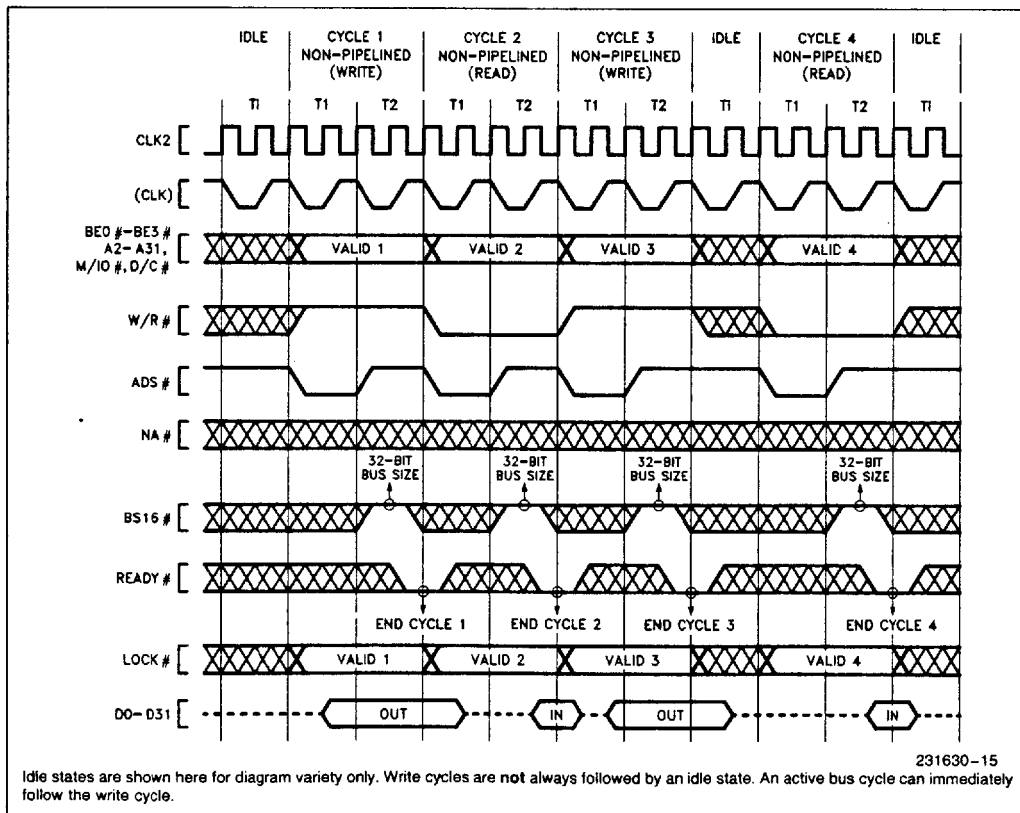 IDLE
CYCLE 1
NON-PIPELINED
(WRITE)
CYCLE 2
NON-PIPELINED
(READ)
CYCLE 3
NON-PIPELINED
(WRITE)
IDLE
CYCLE 4
NON-PIPELINED
(READ)
IDLE
Ti T1 T2 T1 T2 T1 T2 Ti T1 T2 Ti
CLK2
(CLK)
BE0 #-BE3 #
A2-A31,
M/IO #, D/C #
VALID 1 VALID 2 VALID 3 VALID 4
W/R #
ADS #
NA #
32-BIT
BUS SIZE
32-BIT
BUS SIZE
32-BIT
BUS SIZE
32-BIT
BUS SIZE
BS16 #
READY #
END CYCLE 1 END CYCLE 2 END CYCLE 3 END CYCLE 4
LOCK #
VALID 1 VALID 2 VALID 3 VALID 4
D0-D31
OUT IN OUT IN
231630-15
Idle states are shown here for diagram variety only. Write cycles are not always followed by an idle state. An active bus cycle can immediately
follow the write cycle.